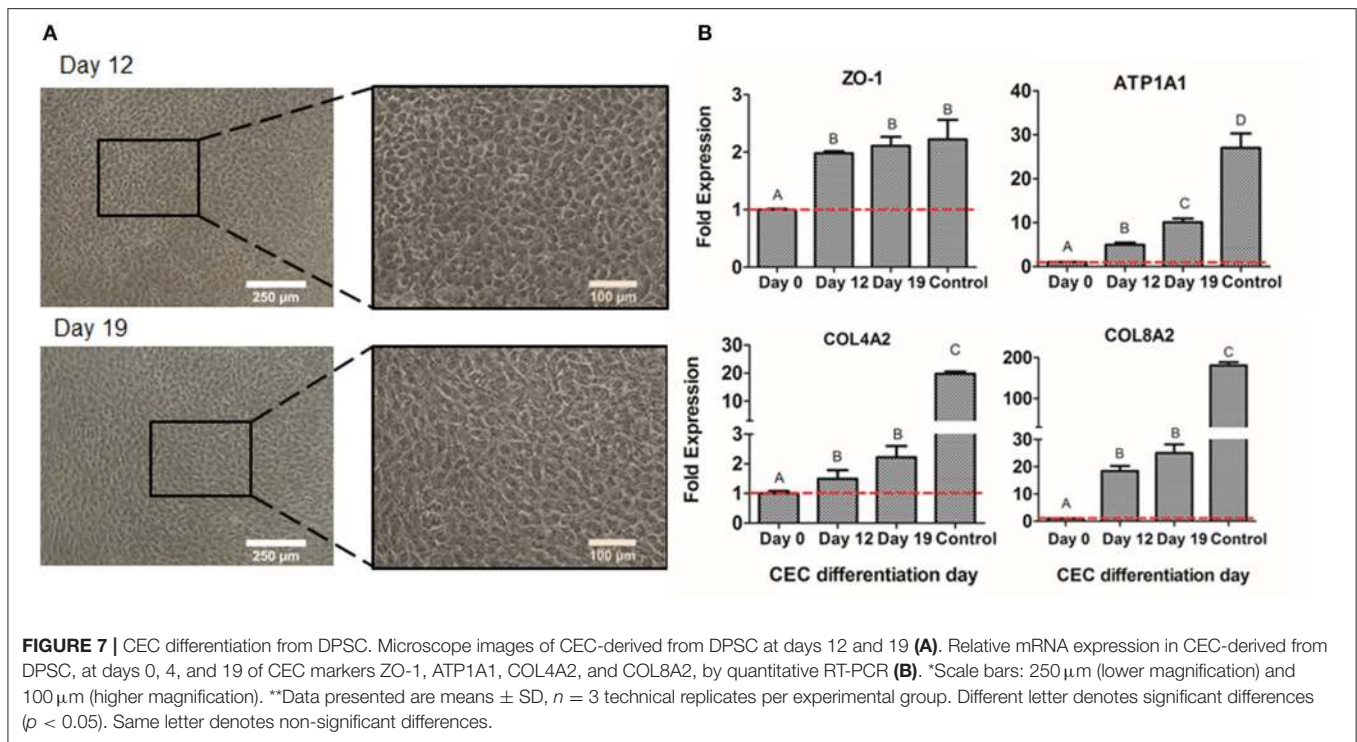 A
Day 12
250 μm
100 μm
Day 19
250 μm
100 μm
B
ZO-1
Fold Expression
3
2
1
0
A
B
B
B
Day 0 Day 12 Day 19 Control
ATP1A1
40
30
20
10
0
A
B
C
D
Day 0 Day 12 Day 19 Control
COL4A2
Fold Expression
30
20
10
3
2
1
0
A
B
B
C
Day 0 Day 12 Day 19 Control
CEC differentiation day
COL8A2
200
100
30
20
10
0
A
B
B
C
Day 0 Day 12 Day 19 Control
CEC differentiation day
FIGURE 7 | CEC differentiation from DPSC. Microscope images of CEC-derived from DPSC at days 12 and 19 (A). Relative mRNA expression in CEC-derived from
DPSC, at days 0, 4, and 19 of CEC markers ZO-1, ATP1A1, COL4A2, and COL8A2, by quantitative RT-PCR (B). *Scale bars: 250 μm (lower magnification) and
100 μm (higher magnification). **Data presented are means ± SD, n = 3 technical replicates per experimental group. Different letter denotes significant differences
(p < 0.05). Same letter denotes non-significant differences.